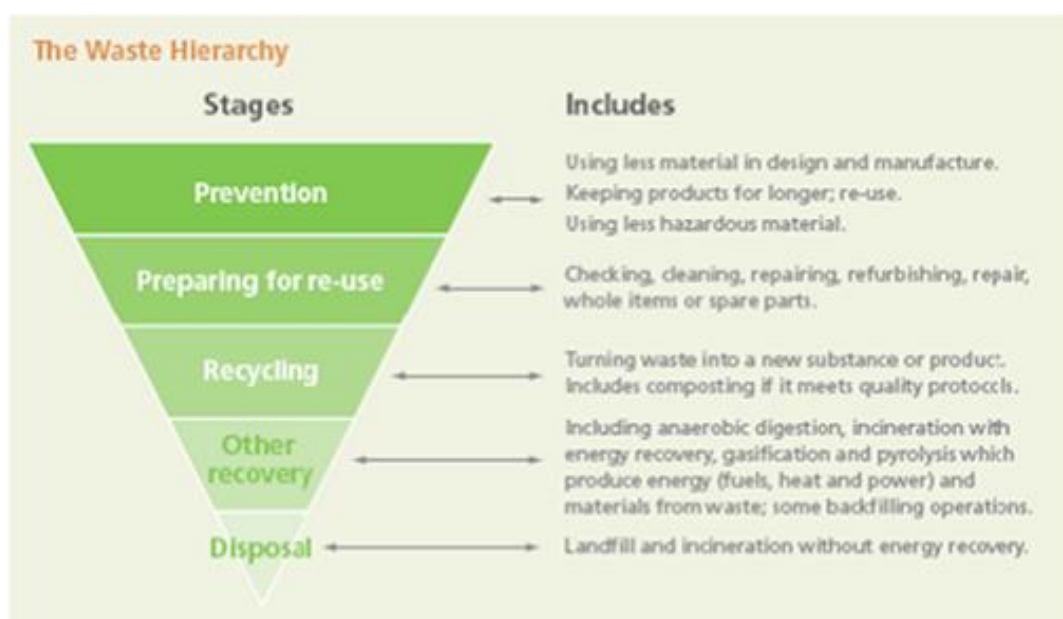 The Waste Hierarchy
Stages
Includes
Prevention
Using less material in design and manufacture.
Keeping products for longer; re-use.
Using less hazardous material.
Preparing for re-use
Checking, cleaning, repairing, refurbishing, repair,
whole items or spare parts.
Recycling
Turning waste into a new substance or product.
Includes composting if it meets quality protocols.
Other
recovery
Including anaerobic digestion, incineration with
energy recovery, gasification and pyrolysis which
produce energy (fuels, heat and power) and
materials from waste; some backfilling operations.
Disposal
Landfill and incineration without energy recovery.